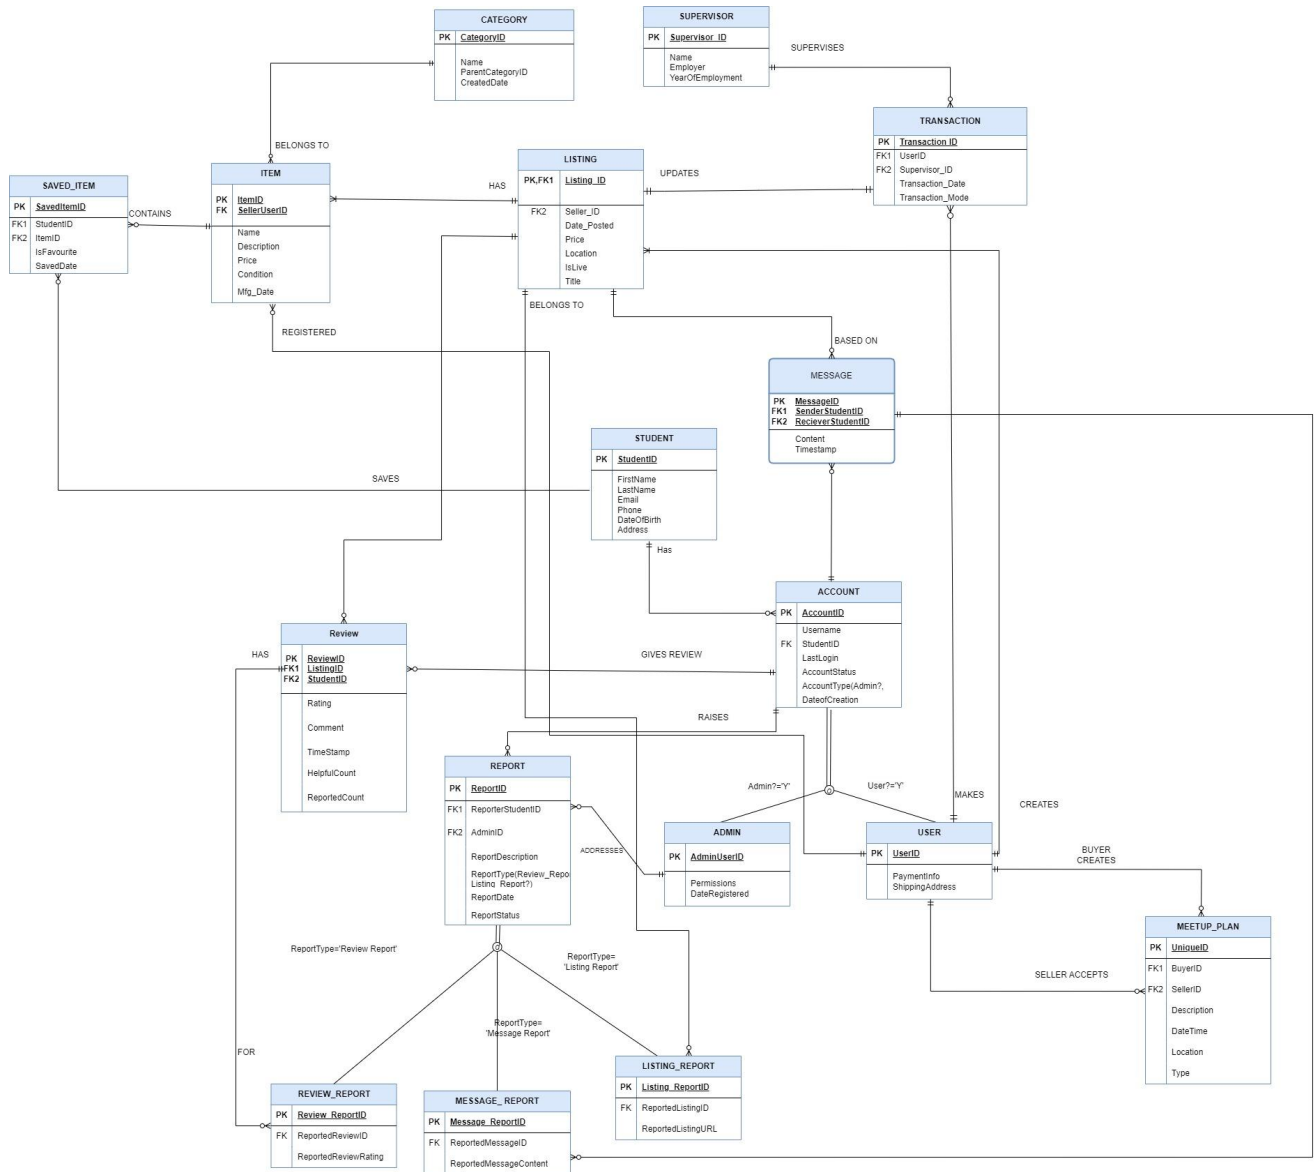 CATEGORY
PK CategoryID
Name
ParentCategoryID
CreatedDate
SUPERVISOR
PK Supervisor_ID
Name
Employer
YearOfEmployment
SUPERVISES
TRANSACTION
PK Transaction ID
FK1 UserID
FK2 Supervisor_ID
Transaction_Date
Transaction_Mode
BELONGS TO
LISTING
PK,FK1 Listing_ID
FK2 Seller_ID
Date_Posted
Price
Location
IsLive
Title
HAS
UPDATES
ITEM
PK ItemID
FK SellerUserID
Name
Description
Price
Condition
Mfg_Date
SAVED_ITEM
PK SavedItemID
FK1 StudentID
FK2 ItemID
IsFavourite
SavedDate
CONTAINS
REGISTERED
BELONGS TO
BASED ON
MESSAGE
PK MessageID
FK1 SenderStudentID
FK2 RecieverStudentID
Content
Timestamp
STUDENT
PK StudentID
FirstName
LastName
Email
Phone
DateOfBirth
Address
SAVES
Has
ACCOUNT
PK AccountID
Username
FK StudentID
LastLogin
AccountStatus
AccountType(Admin?,
DateofCreation
Review
PK ReviewID
FK1 ListingID
FK2 StudentID
Rating
Comment
TimeStamp
HelpfulCount
ReportedCount
HAS
GIVES REVIEW
RAISES
REPORT
PK ReportID
FK1 ReporterStudentID
FK2 AdminID
ReportDescription
ReportType(Review_Repo
Listing_Report?)
ReportDate
ReportStatus
ADDRESSES
Admin?='Y'
o
User?='Y'
MAKES
CREATES
ADMIN
PK AdminUserID
Permissions
DateRegistered
USER
PK UserID
PaymentInfo
ShippingAddress
BUYER
CREATES
SELLER ACCEPTS
MEETUP_PLAN
PK UniqueID
FK1 BuyerID
FK2 SellerID
Description
DateTime
Location
Type
ReportType='Review Report'
d
ReportType=
'Listing Report'
ReportType=
'Message Report'
FOR
REVIEW_REPORT
PK Review_ReportID
FK ReportedReviewID
ReportedReviewRating
MESSAGE_ REPORT
PK Message_ReportID
FK ReportedMessageID
ReportedMessageContent
LISTING_REPORT
PK Listing_ReportID
FK ReportedListingID
ReportedListingURL